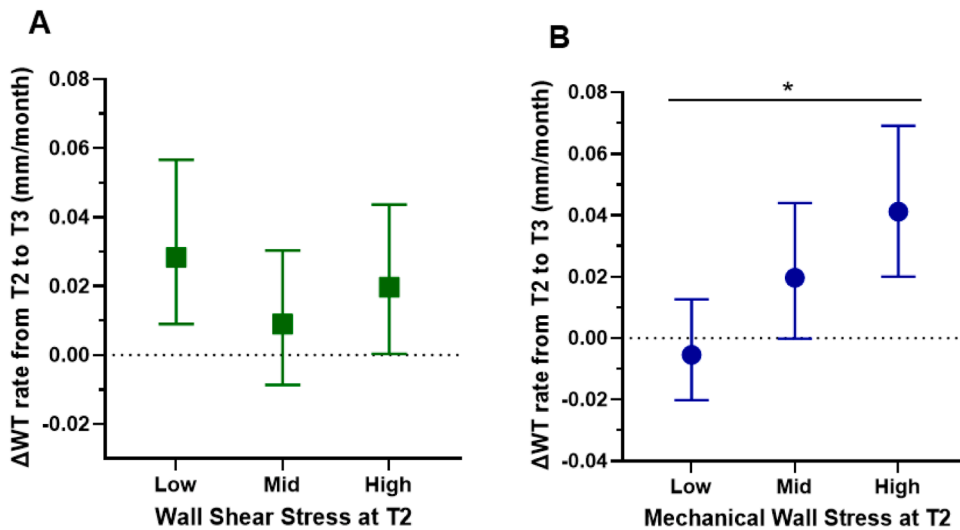 A
ΔWT rate from T2 to T3 (mm/month)
0.08
0.06
0.04
0.02
0.00
-0.02
Low Mid High
Wall Shear Stress at T2
B
ΔWT rate from T2 to T3 (mm/month)
0.08
0.06
0.04
0.02
0.00
-0.02
-0.04
*
Low Mid High
Mechanical Wall Stress at T2